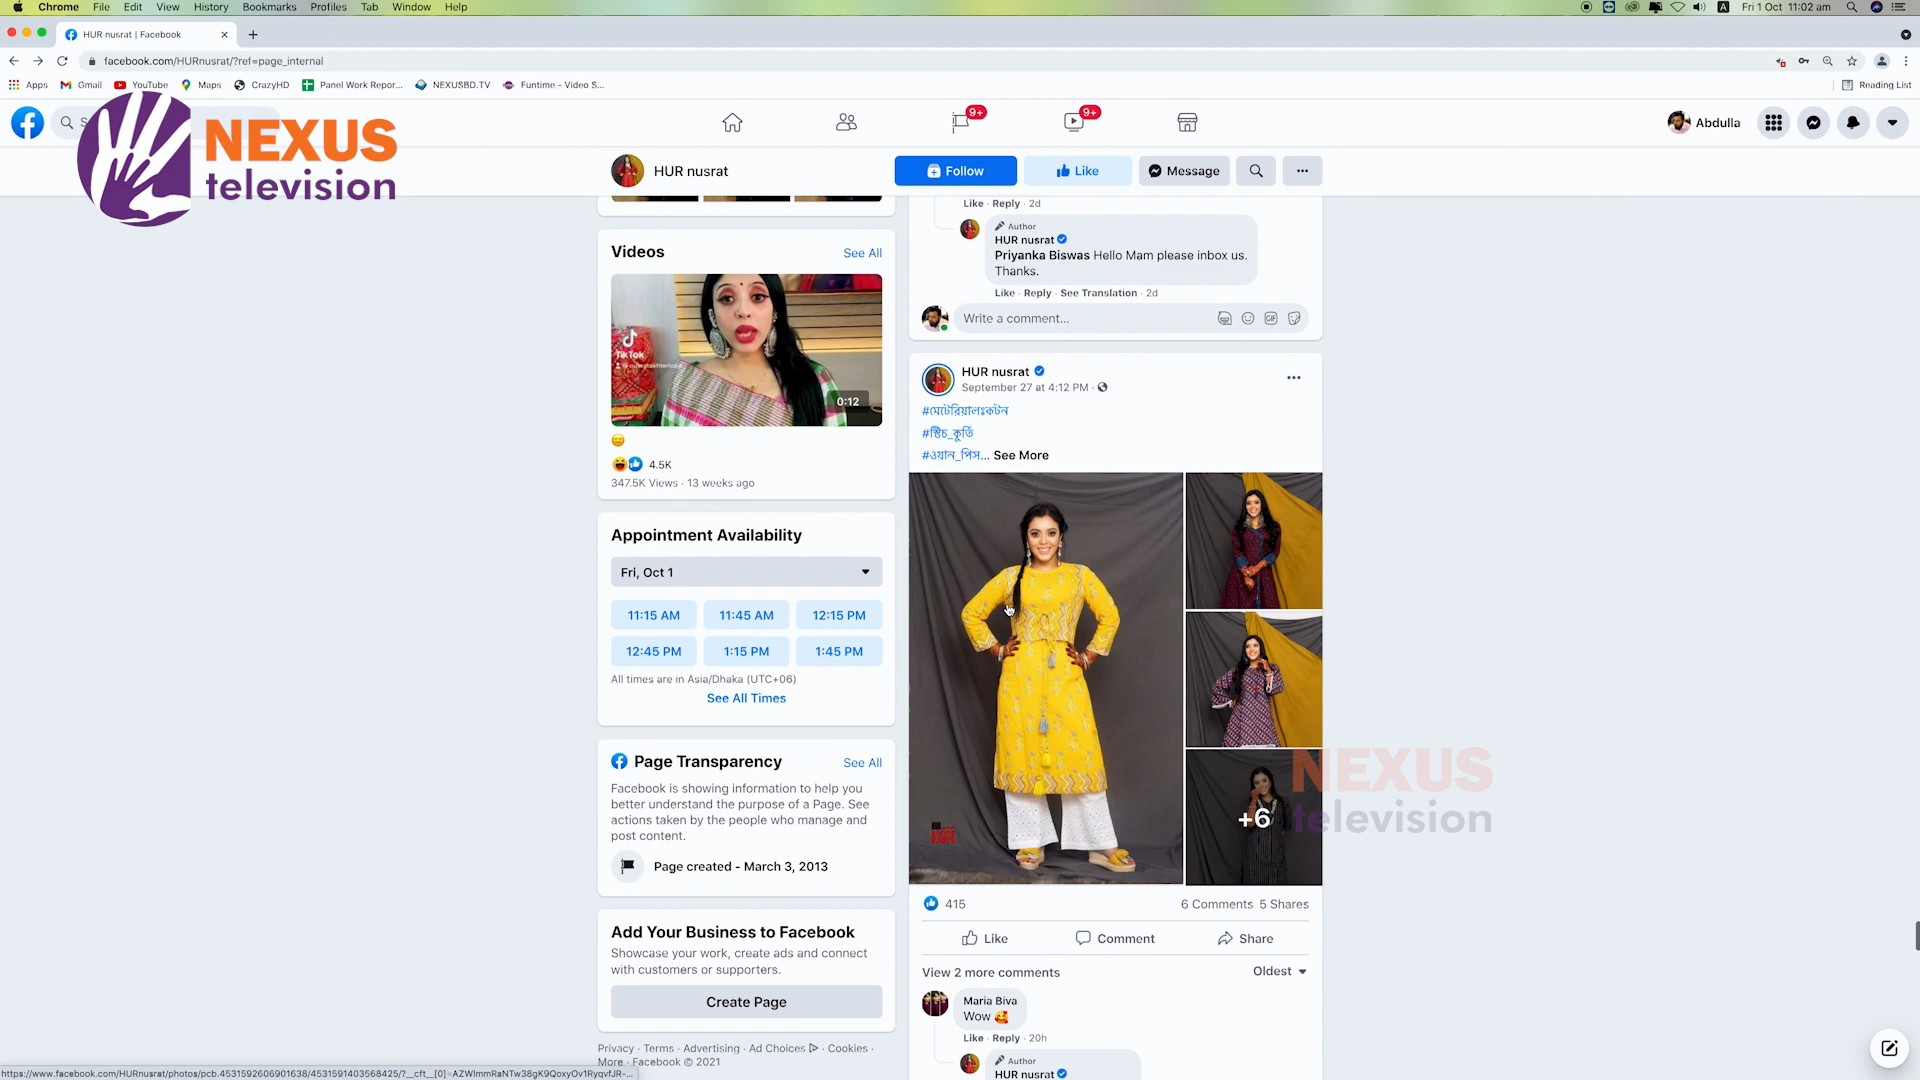 Chrome File Edit View History Bookmarks Profiles Tab Window Help
A Fri 1 Oct 11:02 am
HUR nusrat | Facebook
facebook.com/HURnusrat/?ref=page_internal
Apps Gmail YouTube Maps CrazyHD Panel Work Repor... NEXUSBD.TV Funtime - Video S...
Reading List
NEXUS
television
9+
9+
Abdulla
HUR nusrat
Follow
Like
Message
Videos
See All
TikTok
0:12
4.5K
347.5K Views · 13 weeks ago
Appointment Availability
Fri, Oct 1
11:15 AM 11:45 AM 12:15 PM
12:45 PM 1:15 PM 1:45 PM
All times are in Asia/Dhaka (UTC+06)
See All Times
Page Transparency
See All
Facebook is showing information to help you
better understand the purpose of a Page. See
actions taken by the people who manage and
post content.
Page created - March 3, 2013
Add Your Business to Facebook
Showcase your work, create ads and connect
with customers or supporters.
Create Page
Privacy · Terms · Advertising · Ad Choices · Cookies ·
More · Facebook © 2021
Like · Reply · 2d
Author
HUR nusrat
Priyanka Biswas Hello Mam please inbox us.
Thanks.
Like · Reply · See Translation · 2d
Write a comment...
GIF
HUR nusrat
September 27 at 4:12 PM ·
#মেটেরিয়ালঃকটন
#স্টিচ_কুর্তি
#ওয়ান_পিস... See More
+6
NEXUS
television
415
6 Comments 5 Shares
Like Comment Share
View 2 more comments
Oldest
Maria Biva
Wow
Like · Reply · 20h
Author
HUR nusrat